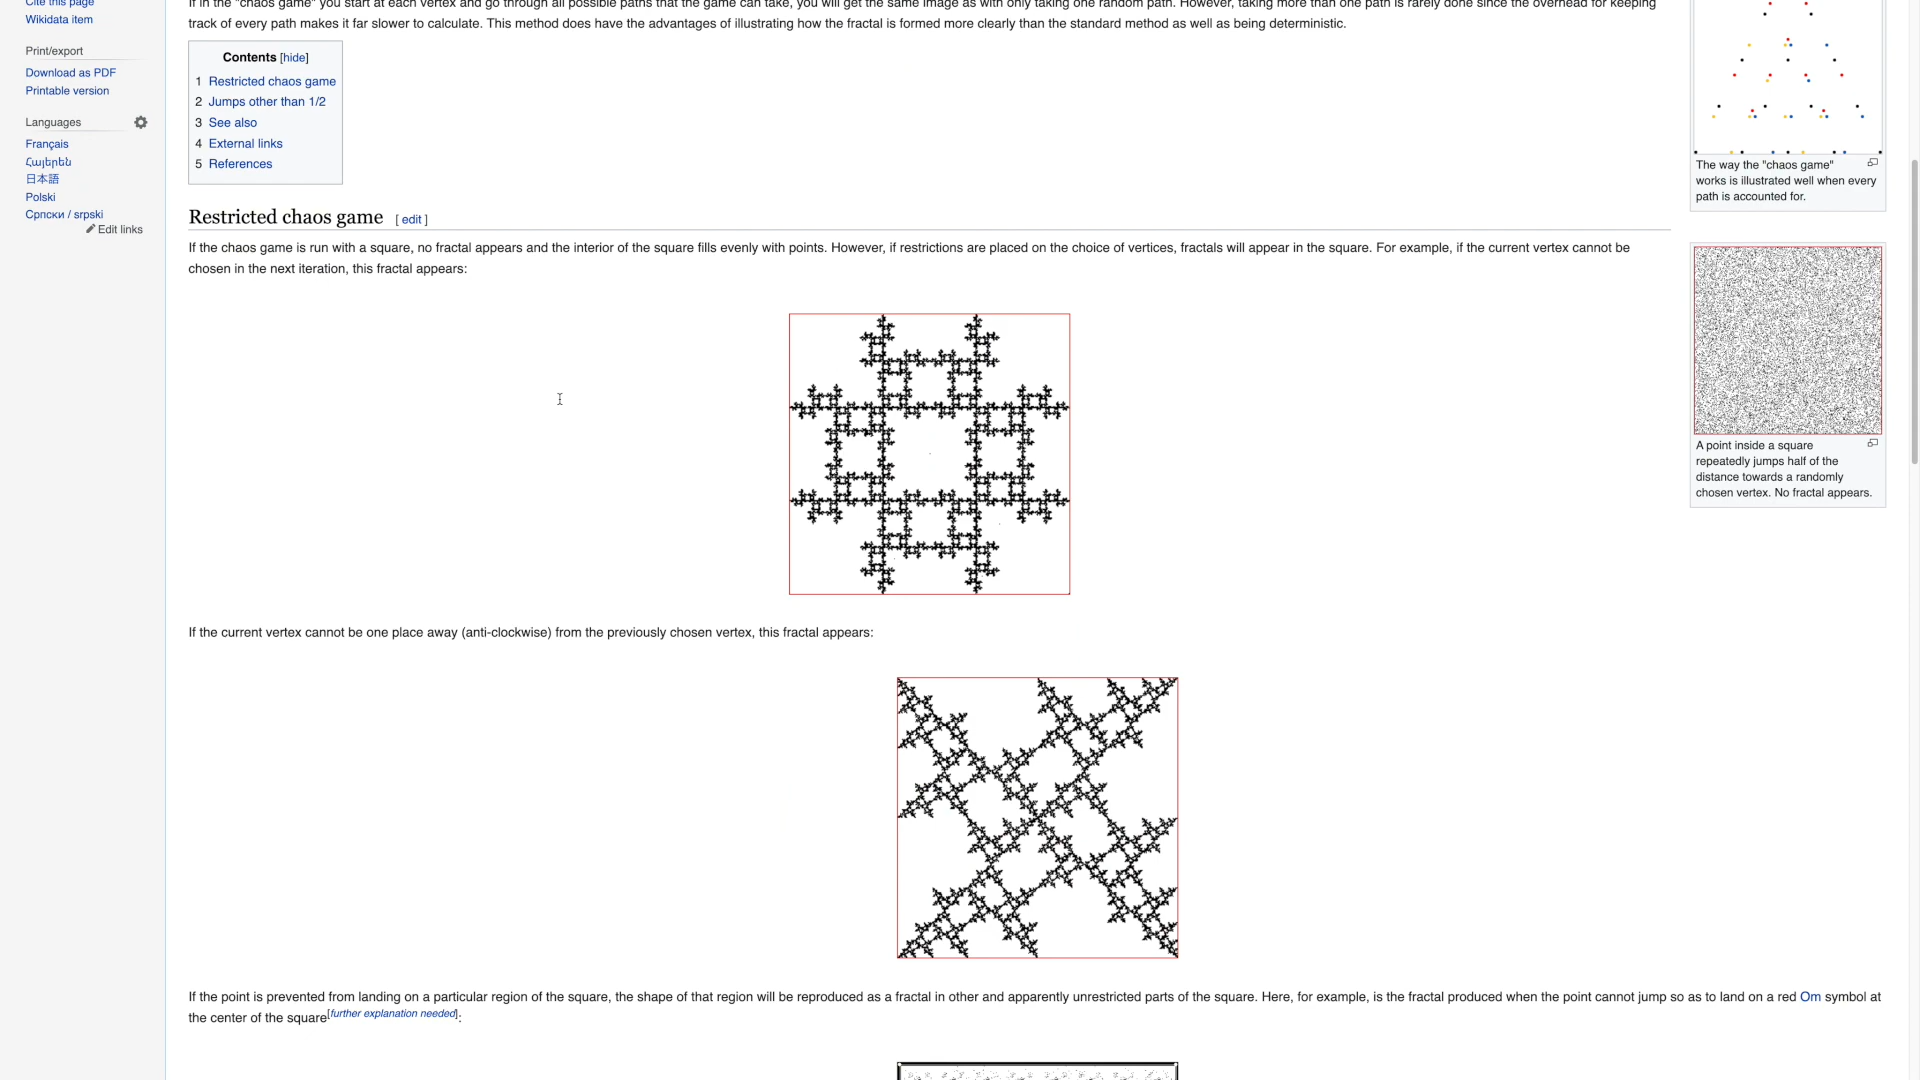 Cite this page
Wikidata item
Print/export
Download as PDF
Printable version
Languages
Français
Հայերեն
日本語
Polski
Српски / srpski
Edit links
If in the "chaos game" you start at each vertex and go through all possible paths that the game can take, you will get the same image as with only taking one random path. However, taking more than one path is rarely done since the overhead for keeping
track of every path makes it far slower to calculate. This method does have the advantages of illustrating how the fractal is formed more clearly than the standard method as well as being deterministic.
Contents [hide]
1 Restricted chaos game
2 Jumps other than 1/2
3 See also
4 External links
5 References
Restricted chaos game [ edit ]
If the chaos game is run with a square, no fractal appears and the interior of the square fills evenly with points. However, if restrictions are placed on the choice of vertices, fractals will appear in the square. For example, if the current vertex cannot be
chosen in the next iteration, this fractal appears:
If the current vertex cannot be one place away (anti-clockwise) from the previously chosen vertex, this fractal appears:
If the point is prevented from landing on a particular region of the square, the shape of that region will be reproduced as a fractal in other and apparently unrestricted parts of the square. Here, for example, is the fractal produced when the point cannot jump so as to land on a red Om symbol at
the center of the square[further explanation needed]:
The way the "chaos game"
works is illustrated well when every
path is accounted for.
A point inside a square
repeatedly jumps half of the
distance towards a randomly
chosen vertex. No fractal appears.